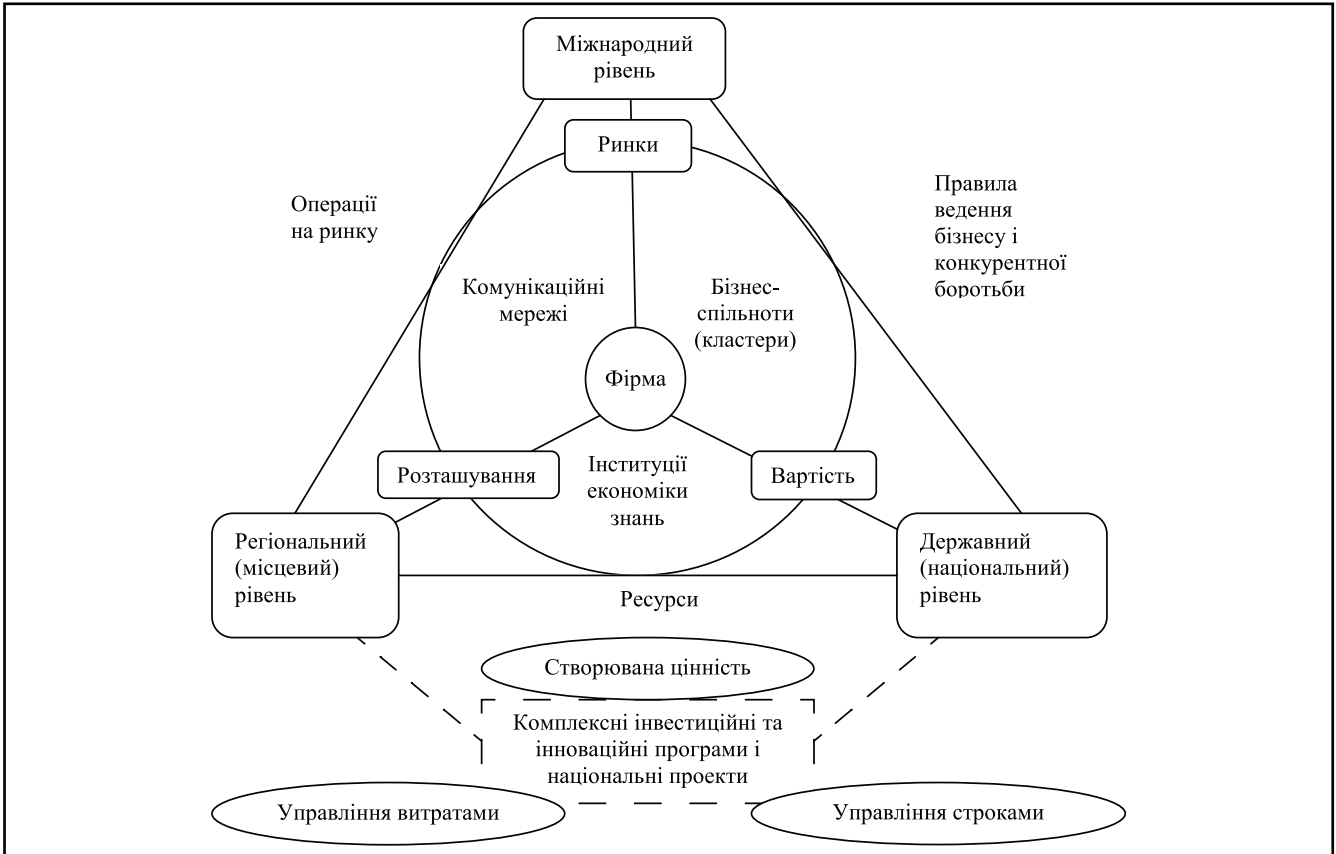 Міжнародний
рівень
Ринки
Операції
на ринку
Правила
ведення
бізнесу і
конкурентної
боротьби
Комунікаційні
мережі
Бізнес-
спільноти
(кластери)
Фірма
Розташування
Інституції
економіки
знань
Вартість
Регіональний
(місцевий)
рівень
Державний
(національний)
рівень
Ресурси
Створювана цінність
Комплексні інвестиційні та
інноваційні програми і
національні проекти
Управління витратами
Управління строками